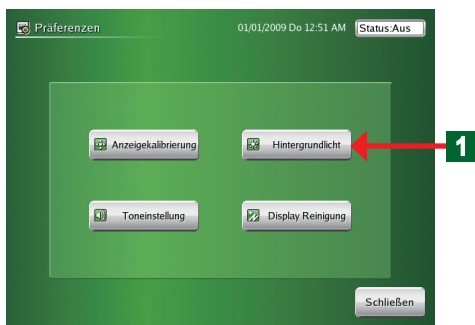 Präferenzen 01/01/2009 Do 12:51 AM Status:Aus
Anzeigekalibrierung Hintergrundlicht 1
Toneinstellung Display Reinigung
Schließen